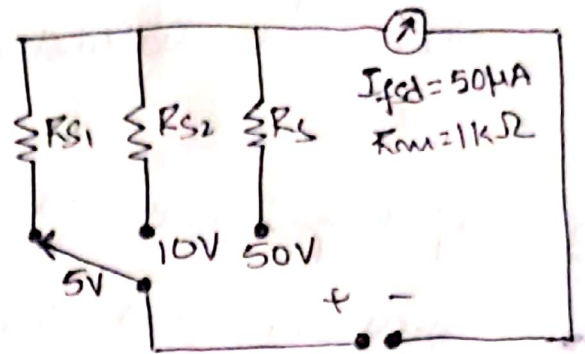 RS1
RS2
RS
Ifsd = 50μA
Rm = 1kΩ
5V
10V
50V
+ -